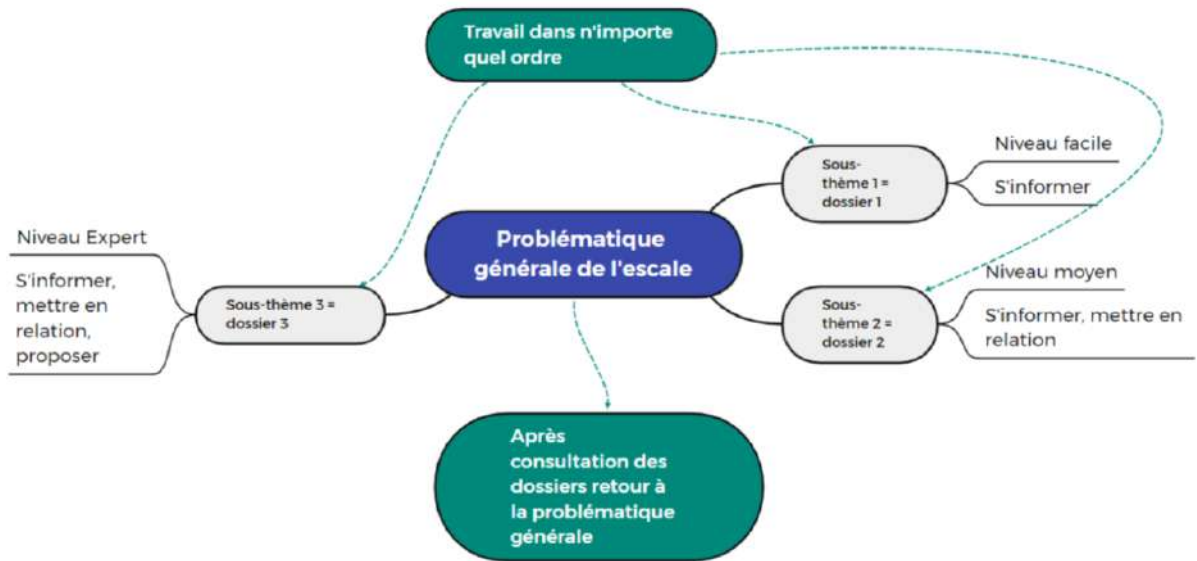 Travail dans n'importe
quel ordre
Sous-
thème 1 =
dossier 1
Niveau facile
S'informer
Problématique
générale de l'escale
Niveau Expert
S'informer,
mettre en
relation,
proposer
Sous-thème 3 =
dossier 3
Sous-
thème 2 =
dossier 2
Niveau moyen
S'informer, mettre en
relation
Après
consultation des
dossiers retour à
la problématique
générale